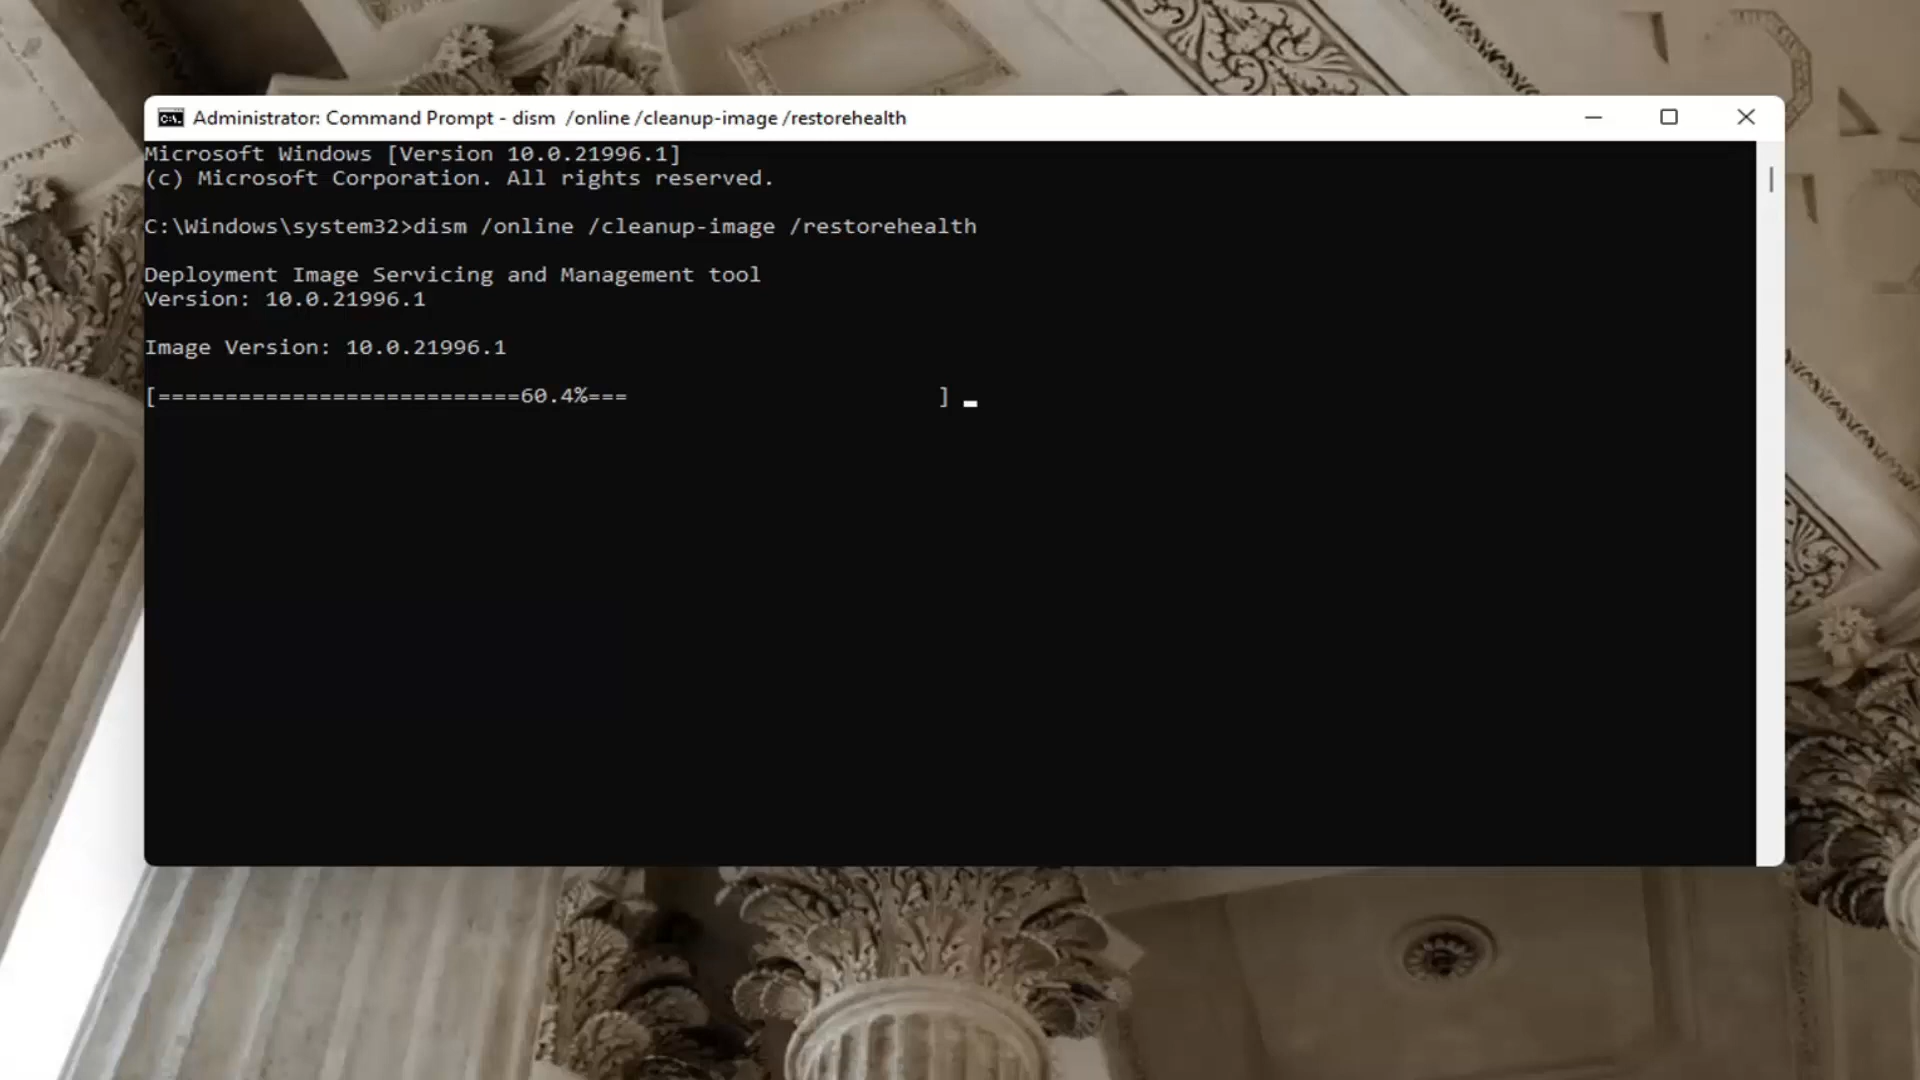 Administrator: Command Prompt - dism  /online /cleanup-image /restorehealth
Microsoft Windows [Version 10.0.21996.1]
(c) Microsoft Corporation. All rights reserved.
C:\Windows\system32>dism /online /cleanup-image /restorehealth
Deployment Image Servicing and Management tool
Version: 10.0.21996.1
Image Version: 10.0.21996.1
[===========================60.4%===                       ]